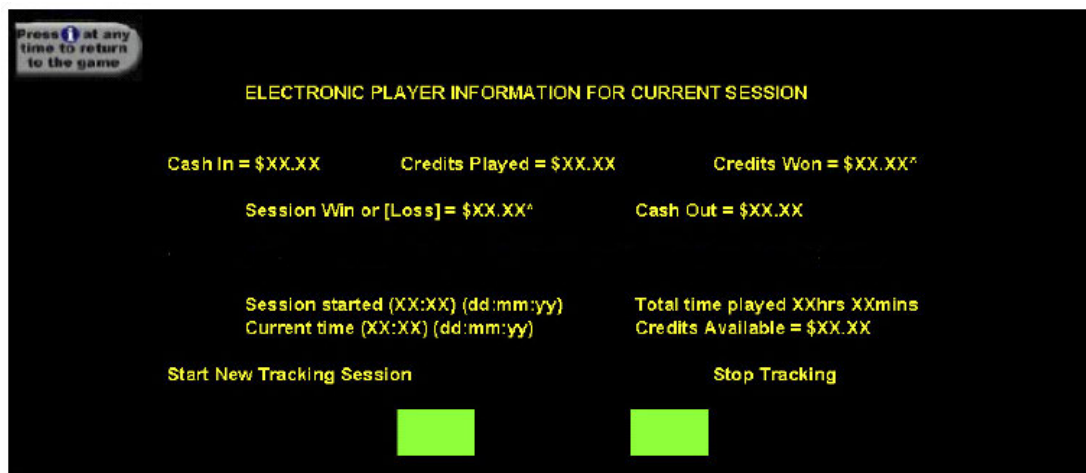 Press i at any
time to return
to the game
ELECTRONIC PLAYER INFORMATION FOR CURRENT SESSION
Cash In = $XX.XX Credits Played = $XX.XX Credits Won = $XX.XX^
Session Win or [Loss] = $XX.XX^ Cash Out = $XX.XX
Session started (XX:XX) (dd:mm:yy) Total time played XXhrs XXmins
Current time (XX:XX) (dd:mm:yy) Credits Available = $XX.XX
Start New Tracking Session Stop Tracking